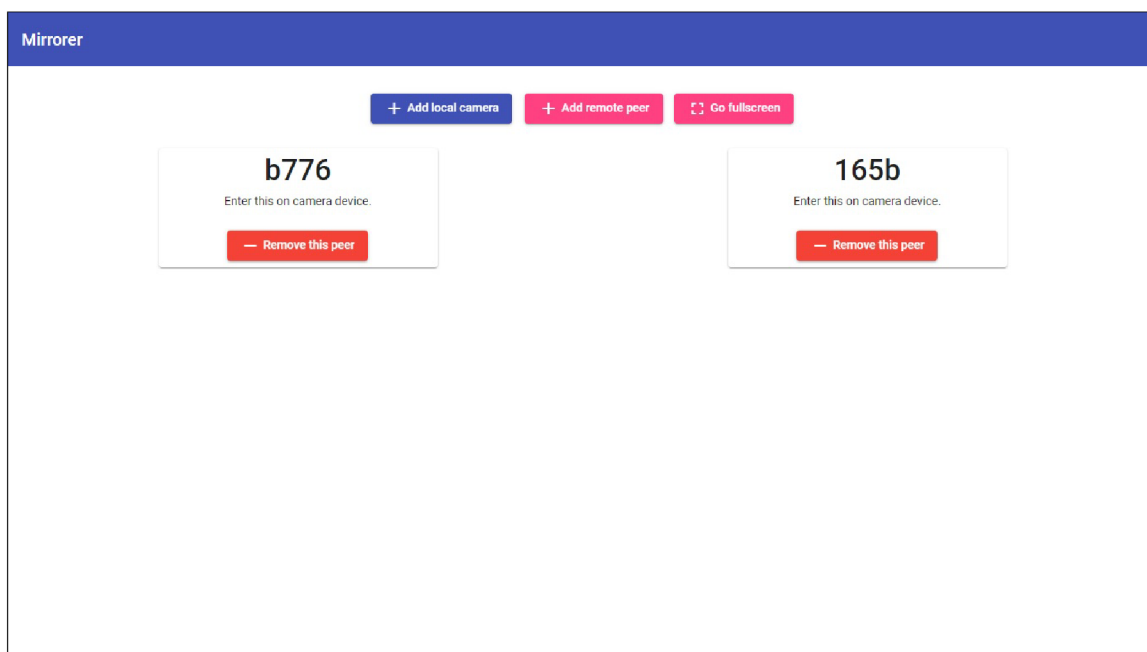 Mirrorer
Add local camera
Add remote peer
Go fullscreen
b776
Enter this on camera device.
Remove this peer
165b
Enter this on camera device.
Remove this peer